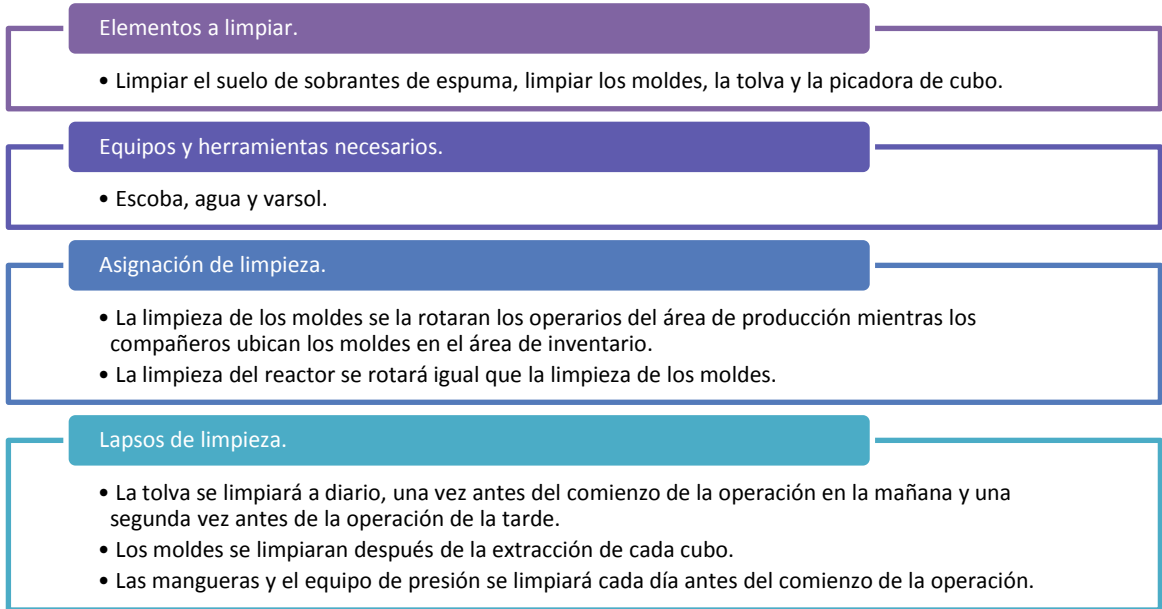 Elementos a limpiar.
• Limpiar el suelo de sobrantes de espuma, limpiar los moldes, la tolva y la picadora de cubo.
Equipos y herramientas necesarios.
• Escoba, agua y varsol.
Asignación de limpieza.
• La limpieza de los moldes se la rotaran los operarios del área de producción mientras los
compañeros ubican los moldes en el área de inventario.
• La limpieza del reactor se rotará igual que la limpieza de los moldes.
Lapsos de limpieza.
• La tolva se limpiará a diario, una vez antes del comienzo de la operación en la mañana y una
segunda vez antes de la operación de la tarde.
• Los moldes se limpiaran después de la extracción de cada cubo.
• Las mangueras y el equipo de presión se limpiará cada día antes del comienzo de la operación.